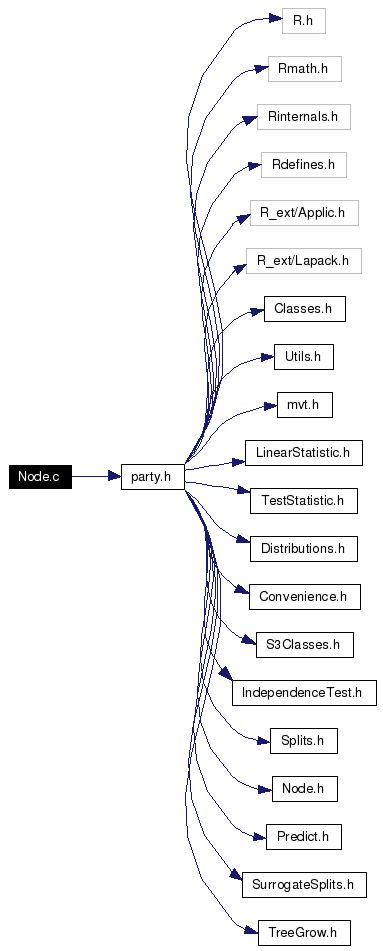 R.h
Rmath.h
Rinternals.h
Rdefines.h
R_ext/Applic.h
R_ext/Lapack.h
Classes.h
Utils.h
mvt.h
LinearStatistic.h
Node.c
party.h
TestStatistic.h
Distributions.h
Convenience.h
S3Classes.h
IndependenceTest.h
Splits.h
Node.h
Predict.h
SurrogateSplits.h
TreeGrow.h